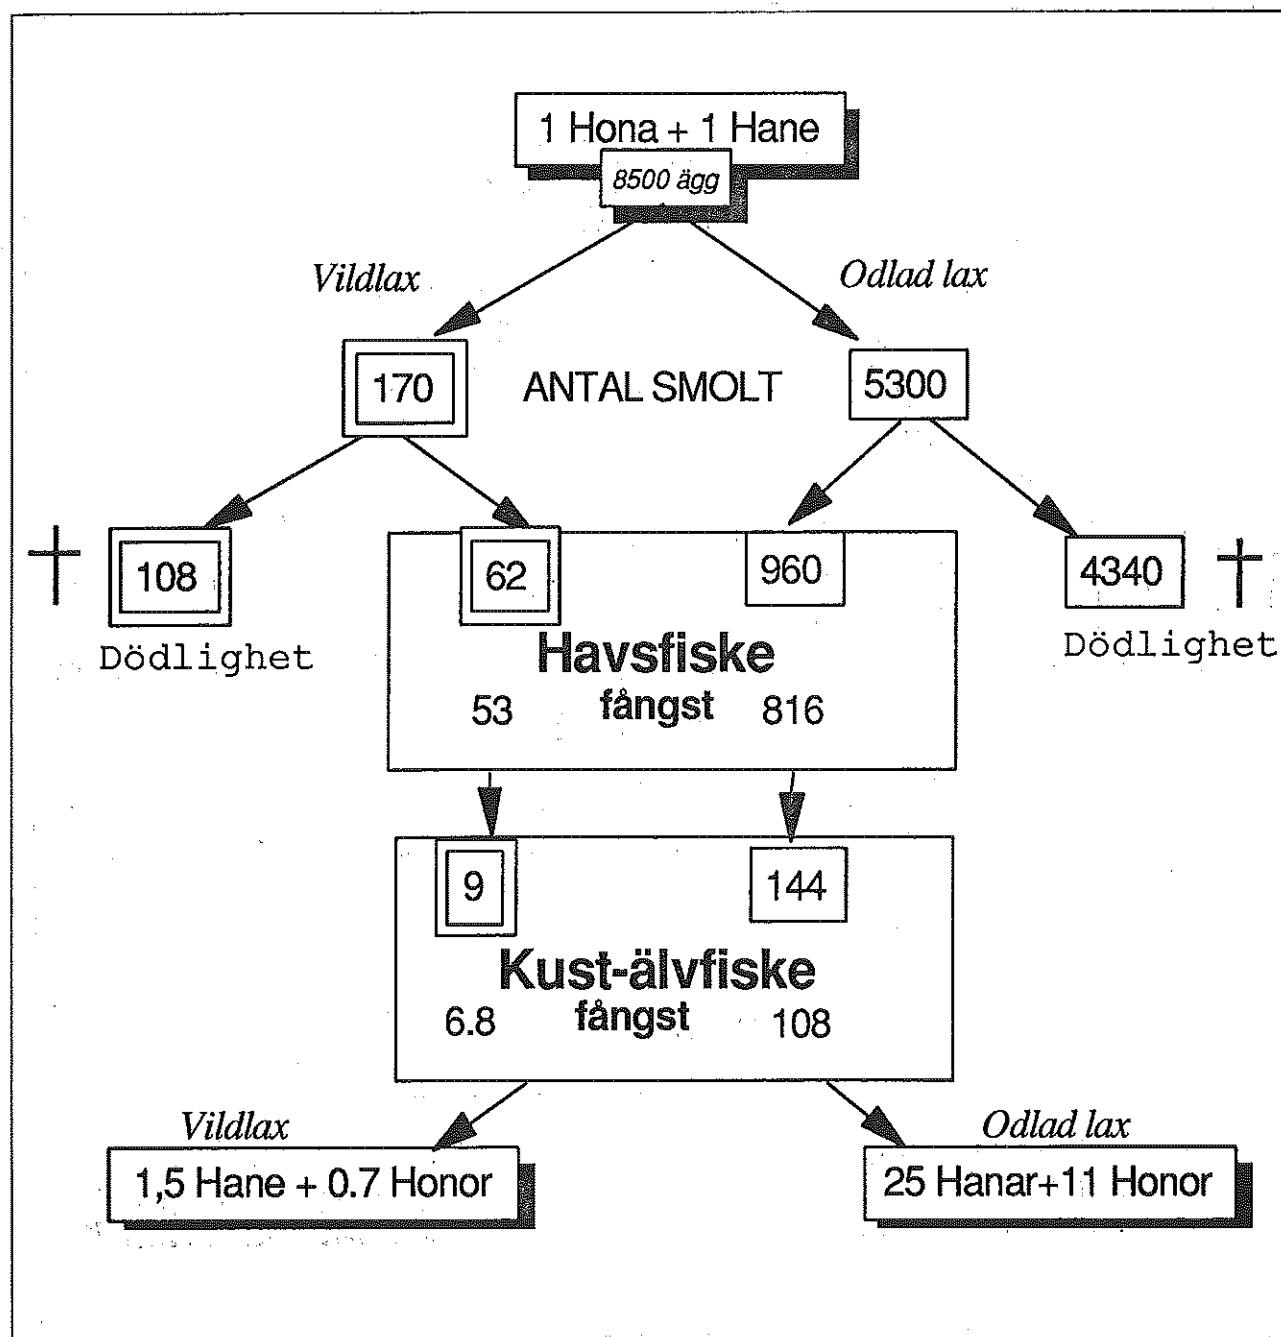 1 Hona + 1 Hane
8500 ägg
Vildlax
Odlad lax
170
ANTAL SMOLT
5300
108
62
960
4340
Dödlighet
Havsfiske
Dödlighet
53
fångst
816
9
144
Kust-älvfiske
6.8
fångst
108
Vildlax
Odlad lax
1,5 Hane + 0.7 Honor
25 Hanar+11 Honor